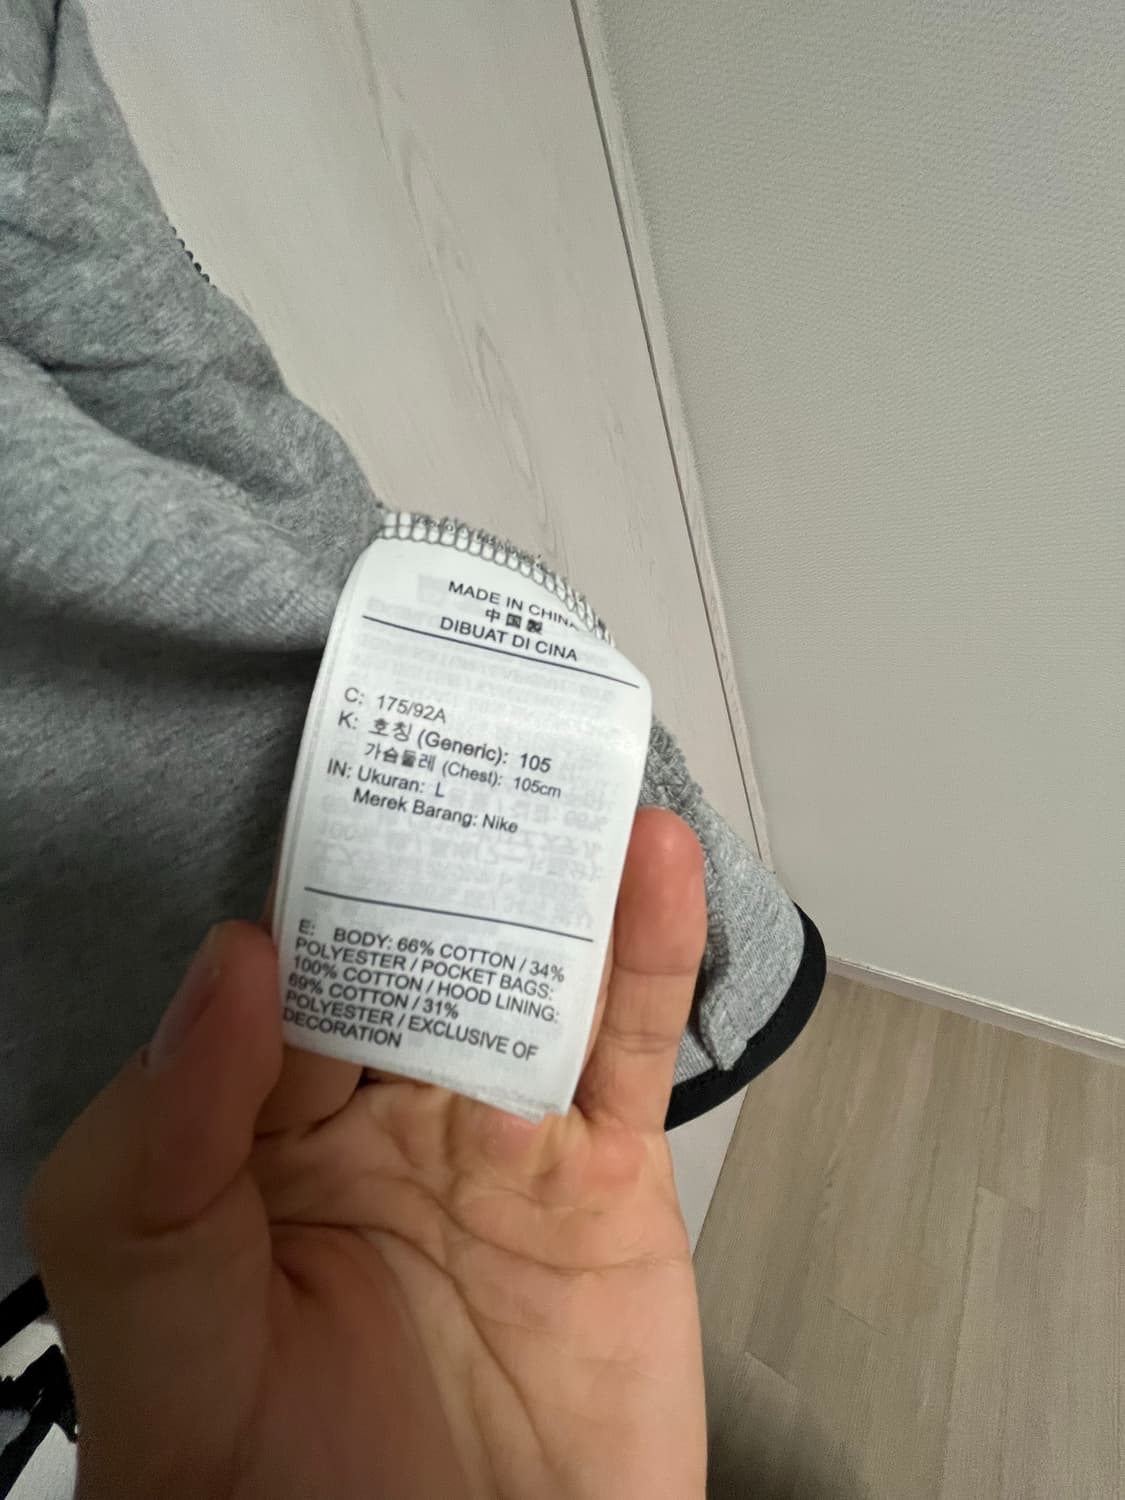 MADE IN CHINA
中国製
DIBUAT DI CINA
C: 175/92A
K: 호칭 (Generic): 105
가슴둘레 (Chest): 105cm
IN: Ukuran: L
Merek Barang: Nike
E: BODY: 66% COTTON / 34%
POLYESTER / POCKET BAGS:
100% COTTON / HOOD LINING:
69% COTTON / 31%
POLYESTER / EXCLUSIVE OF
DECORATION